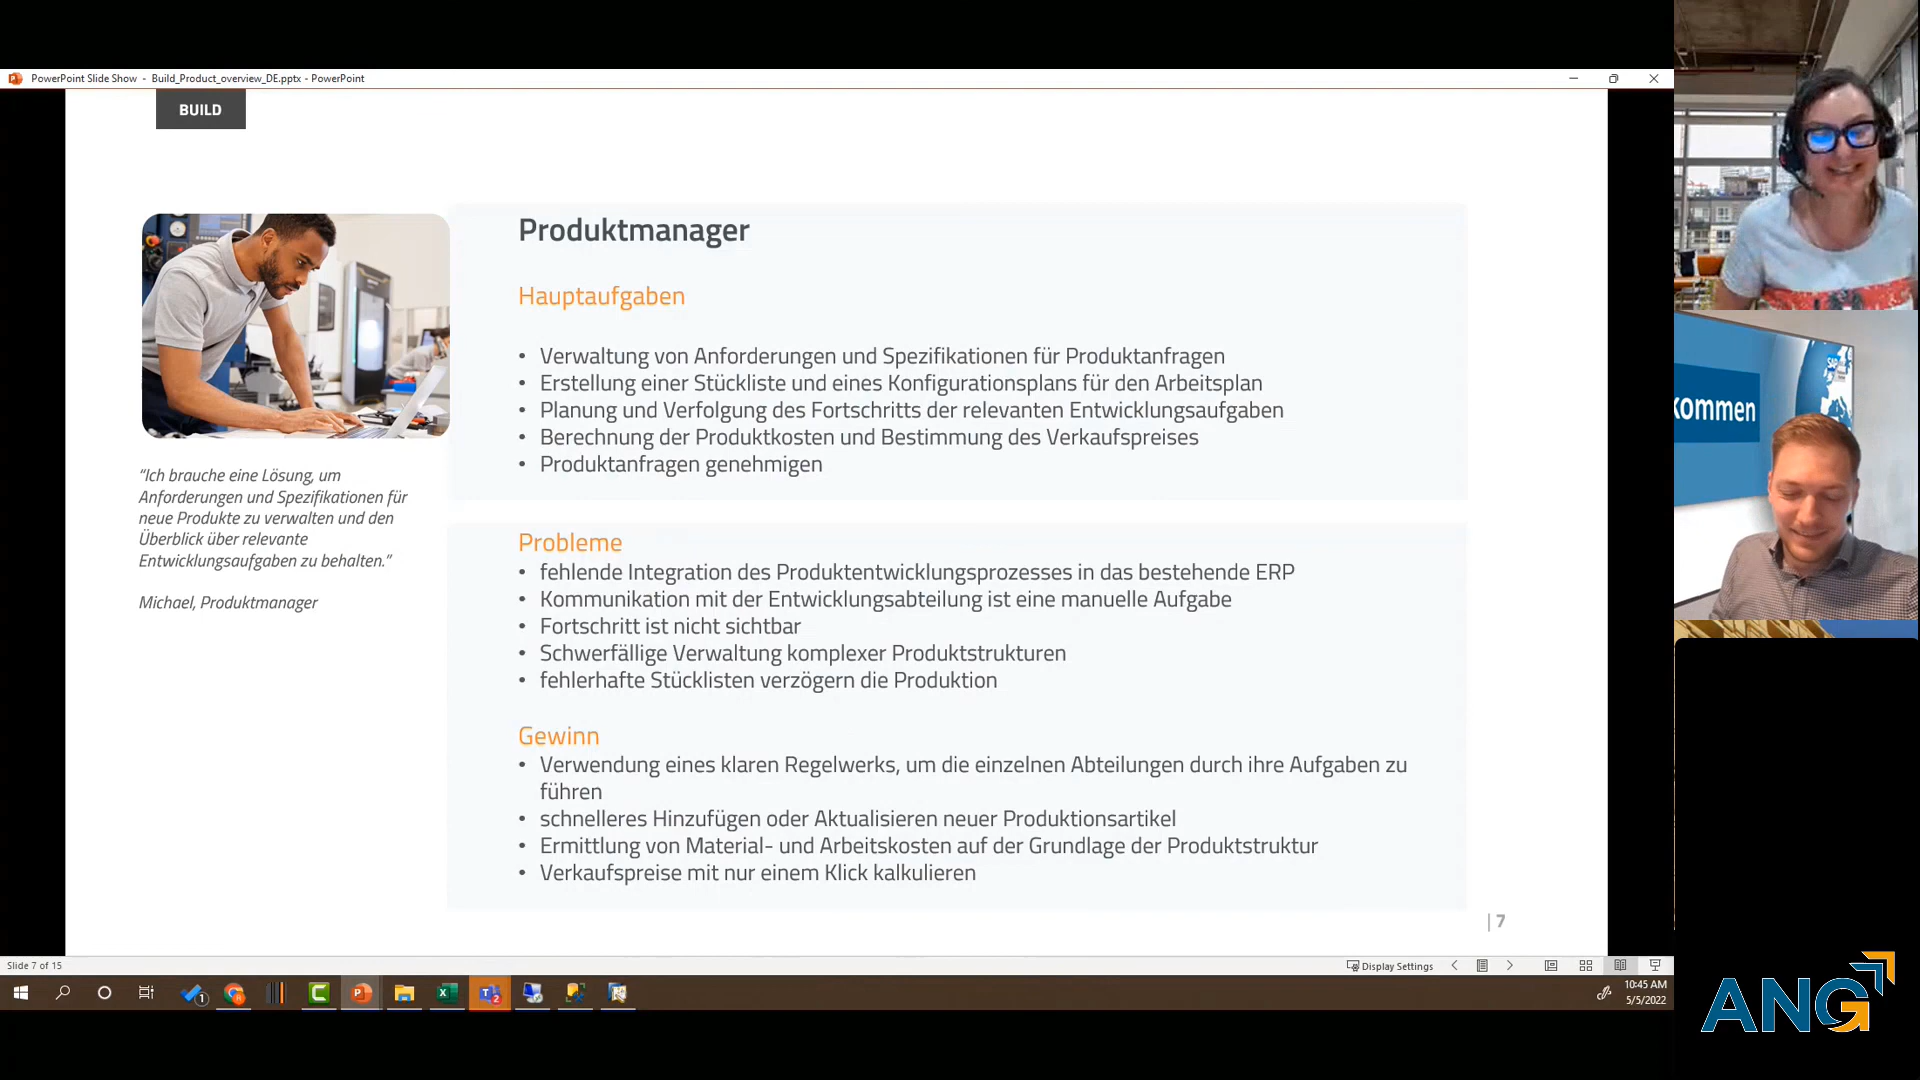 PowerPoint Slide Show - Build_Product_overview_DE.pptx - PowerPoint
BUILD
Produktmanager
Hauptaufgaben
• Verwaltung von Anforderungen und Spezifikationen für Produktanfragen
• Erstellung einer Stückliste und eines Konfigurationsplans für den Arbeitsplan
• Planung und Verfolgung des Fortschritts der relevanten Entwicklungsaufgaben
• Berechnung der Produktkosten und Bestimmung des Verkaufspreises
• Produktanfragen genehmigen
“Ich brauche eine Lösung, um
Anforderungen und Spezifikationen für
neue Produkte zu verwalten und den
Überblick über relevante
Entwicklungsaufgaben zu behalten.”
Michael, Produktmanager
Probleme
• fehlende Integration des Produktentwicklungsprozesses in das bestehende ERP
• Kommunikation mit der Entwicklungsabteilung ist eine manuelle Aufgabe
• Fortschritt ist nicht sichtbar
• Schwerfällige Verwaltung komplexer Produktstrukturen
• fehlerhafte Stücklisten verzögern die Produktion
Gewinn
• Verwendung eines klaren Regelwerks, um die einzelnen Abteilungen durch ihre Aufgaben zu
führen
• schnelleres Hinzufügen oder Aktualisieren neuer Produktionsartikel
• Ermittlung von Material- und Arbeitskosten auf der Grundlage der Produktstruktur
• Verkaufspreise mit nur einem Klick kalkulieren
| 7
Slide 7 of 15
Display Settings
10:45 AM
5/5/2022
kommen
SAP
ANG